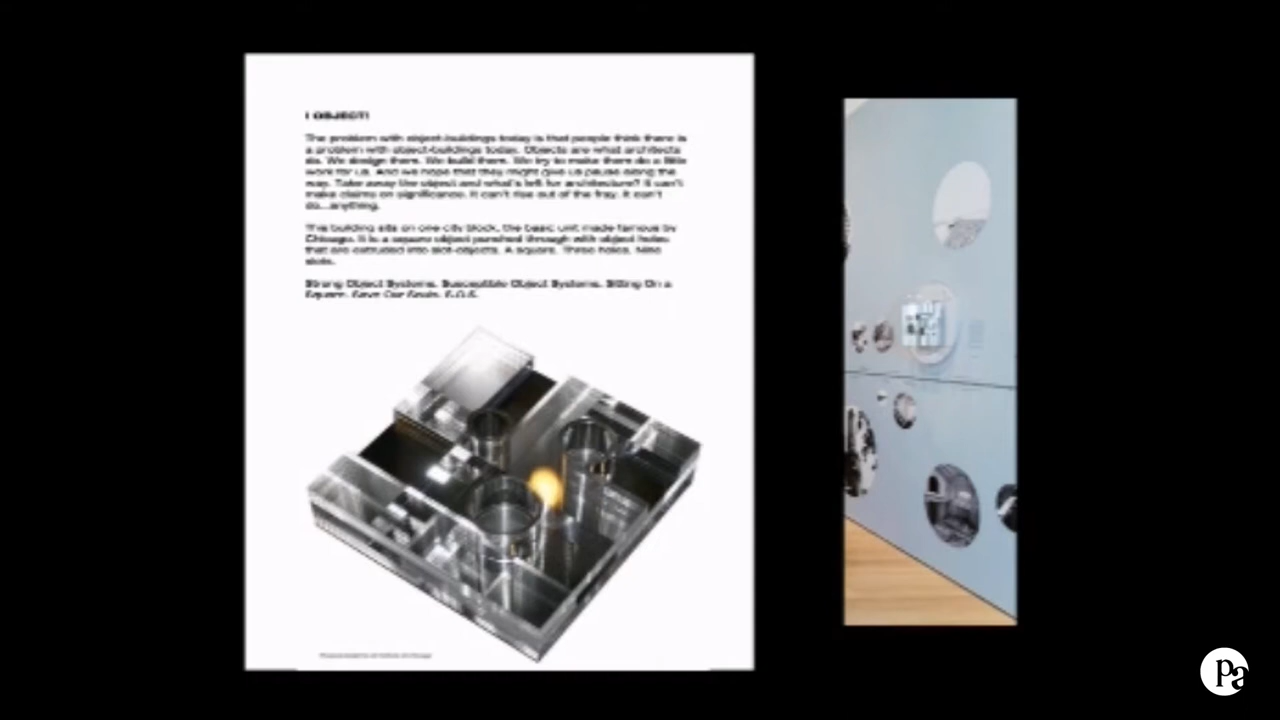 I OBJECT!
The problem with object-buildings today is that people think there is
a problem with object-buildings today. Objects are what architects
do. We design them. We build them. We try to make them do a little
work for us. And we hope that they might give us pause along the
way. Take away the object and what's left for architecture? It can't
make claims on significance. It can't rise out of the fray. It can't
do...anything.
This building sits on one city block, the basic unit made famous by
Chicago. It is a square object punched through with object holes
that are extruded into slot-objects. A square. Three holes. Nine
slots.
Strong Object Systems. Susceptible Object Systems. Sitting On a
Square. Save Our Souls. S.O.S.
Pa